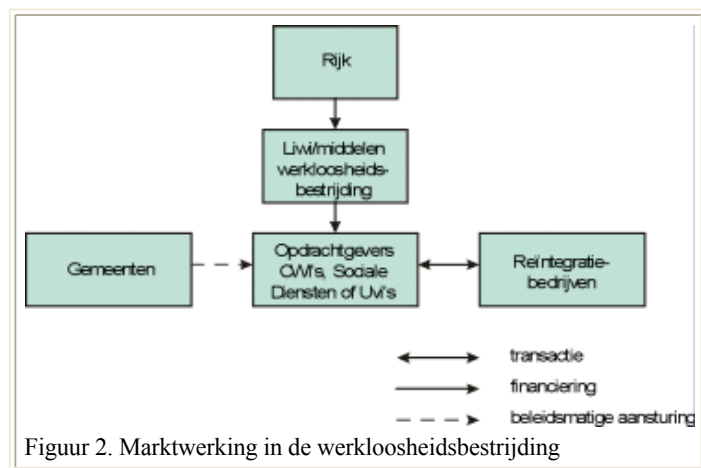 Rijk
Liwi/middelen
werkloosheids-
bestrijding
Gemeenten
Opdrachtgevers
CWI's, Sociale
Diensten of Uvi's
Reïntegratie-
bedrijven
transactie
financiering
beleidsmatige aansturing
Figuur 2. Marktwerking in de werkloosheidsbestrijding